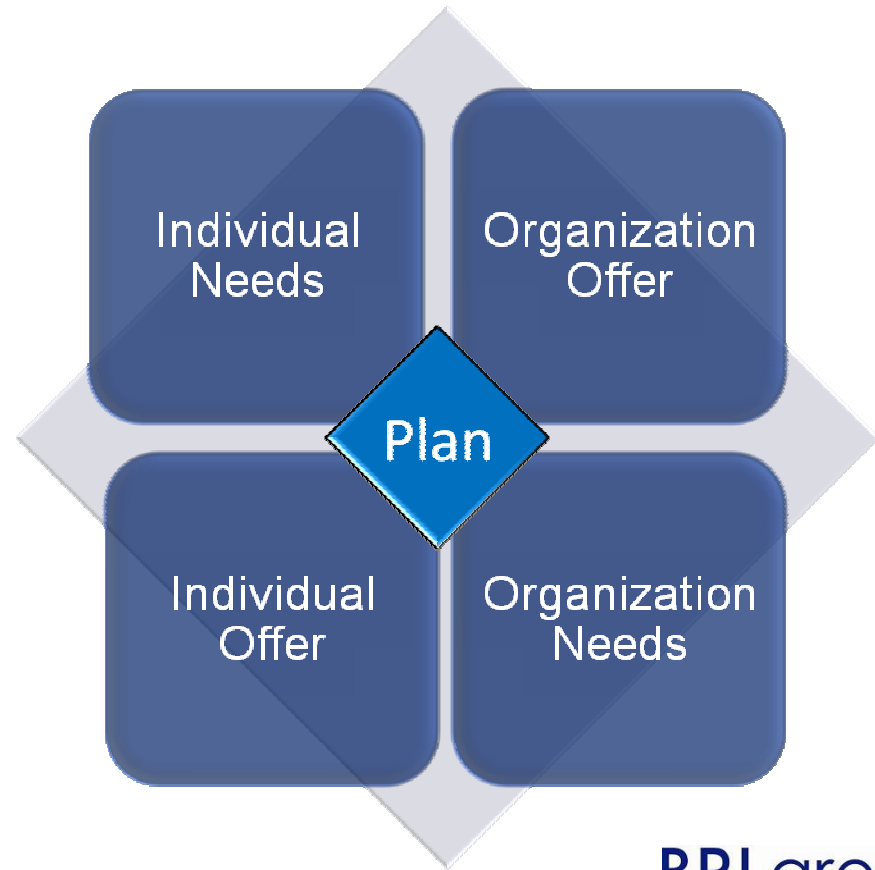 Individual
Needs
Organization
Offer
Plan
Individual
Offer
Organization
Needs